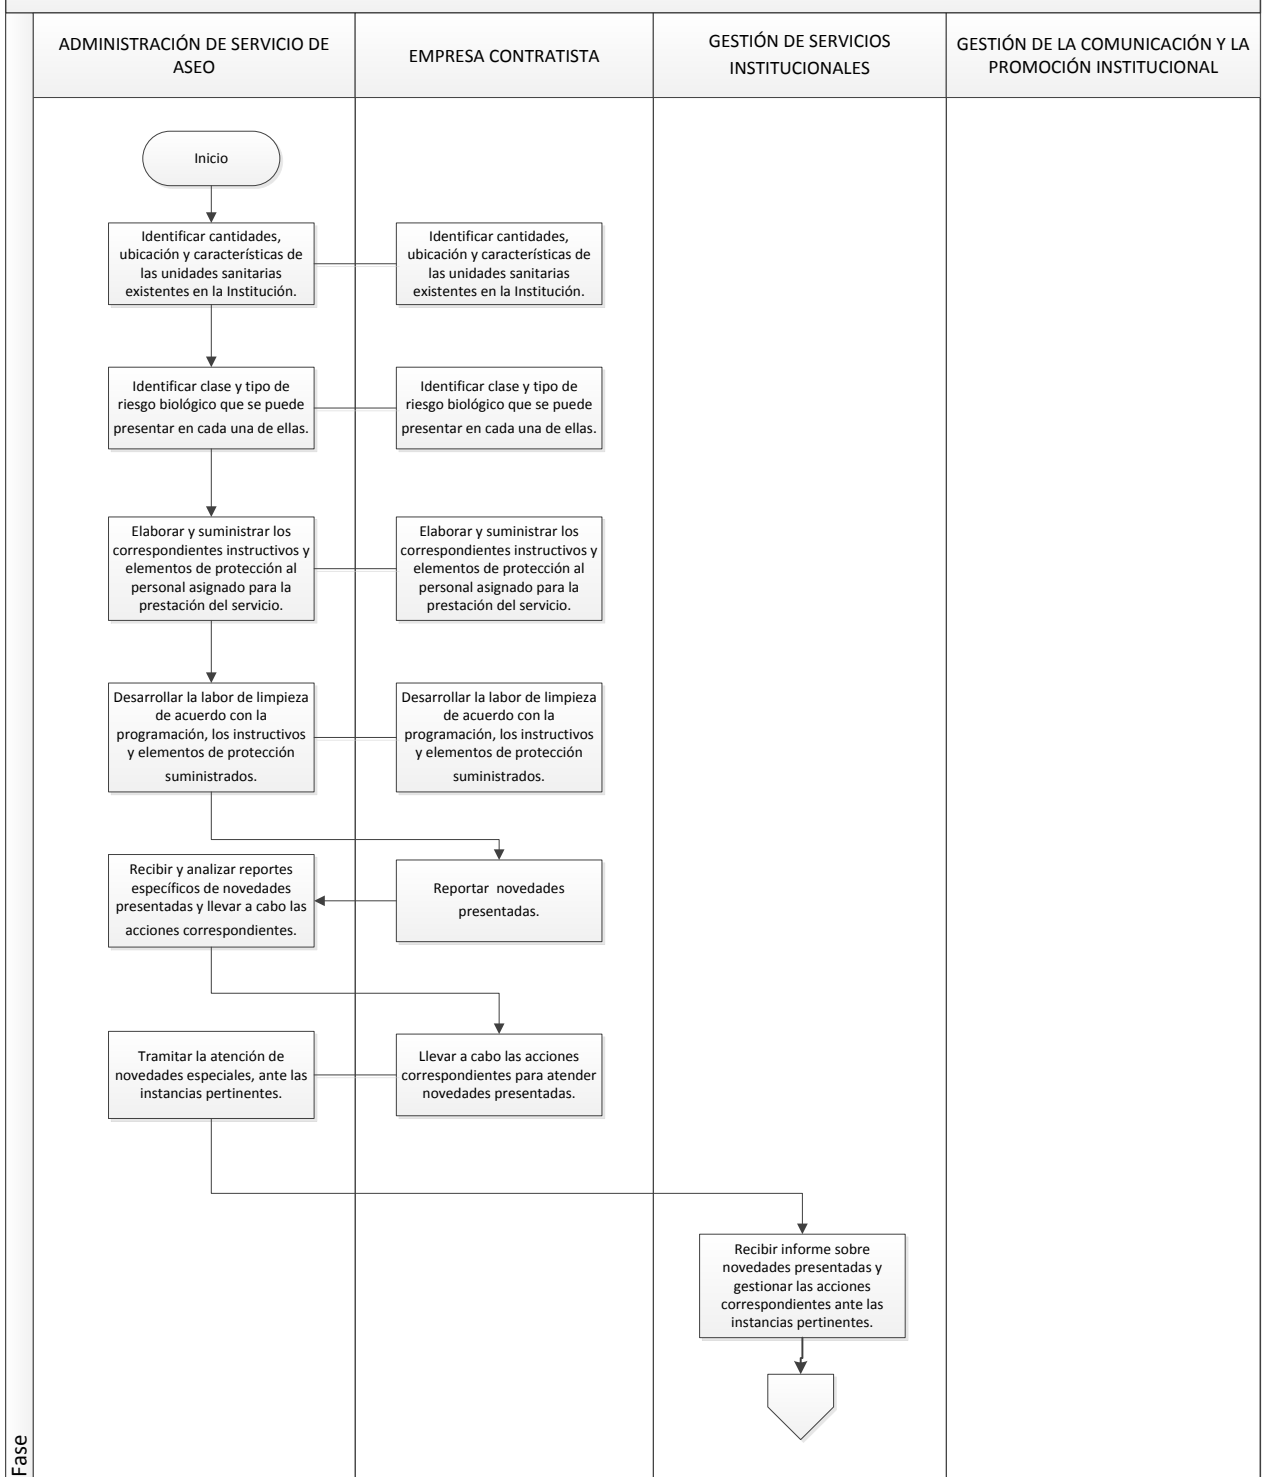 ADMINISTRACIÓN DE SERVICIO DE
ASEO
EMPRESA CONTRATISTA
GESTIÓN DE SERVICIOS
INSTITUCIONALES
GESTIÓN DE LA COMUNICACIÓN Y LA
PROMOCIÓN INSTITUCIONAL
Inicio
Identificar cantidades,
ubicación y características de
las unidades sanitarias
existentes en la Institución.
Identificar cantidades,
ubicación y características de
las unidades sanitarias
existentes en la Institución.
Identificar clase y tipo de
riesgo biológico que se puede
presentar en cada una de ellas.
Identificar clase y tipo de
riesgo biológico que se puede
presentar en cada una de ellas.
Elaborar y suministrar los
correspondientes instructivos y
elementos de protección al
personal asignado para la
prestación del servicio.
Elaborar y suministrar los
correspondientes instructivos y
elementos de protección al
personal asignado para la
prestación del servicio.
Desarrollar la labor de limpieza
de acuerdo con la
programación, los instructivos
y elementos de protección
suministrados.
Desarrollar la labor de limpieza
de acuerdo con la
programación, los instructivos
y elementos de protección
suministrados.
Recibir y analizar reportes
específicos de novedades
presentadas y llevar a cabo las
acciones correspondientes.
Reportar novedades
presentadas.
Tramitar la atención de
novedades especiales, ante las
instancias pertinentes.
Llevar a cabo las acciones
correspondientes para atender
novedades presentadas.
Recibir informe sobre
novedades presentadas y
gestionar las acciones
correspondientes ante las
instancias pertinentes.
Fase